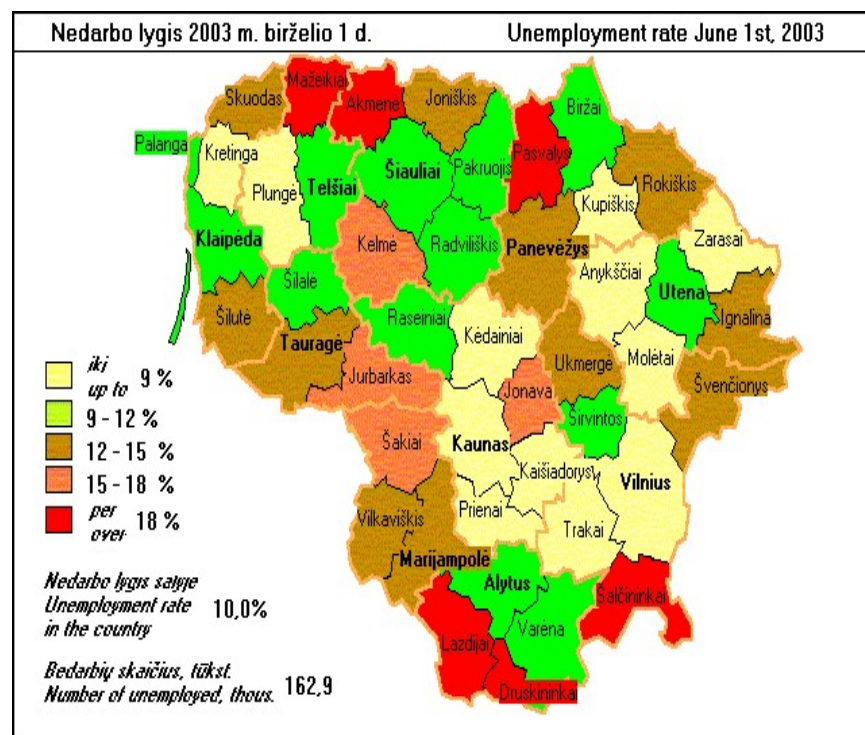 Nedarbo lygis 2003 m. birželio 1 d. Unemployment rate June 1st, 2003
Mažeikiai
Skuodas Akmenė Joniškis
Biržai
Palanga
Kretinga Pakruojis Pasvalys
Šiauliai
Plungė Telšiai Rokiškis
Kupiškis
Klaipėda Kelmė Radviliškis Panevėžys Zarasai
Anykščiai
Šilalė Utena
Šilutė Raseiniai Ignalina
Tauragė Kėdainiai
Ukmergė Molėtai
iki
up to 9 %
Jurbarkas Jonava Švenčionys
9 - 12 %
Širvintos
12 - 15 %
Šakiai Kaunas
15 - 18 %
Kaišiadorys Vilnius
per
over 18 %
Vilkaviškis Prienai
Trakai
Marijampolė
Alytus
Nedarbo lygis šalyje
Unemployment rate 10,0%
in the country
Šalčininkai
Varėna
Lazdijai
Bedarbių skaičius, tūkst.
Number of unemployed, thous. 162,9
Druskininkai